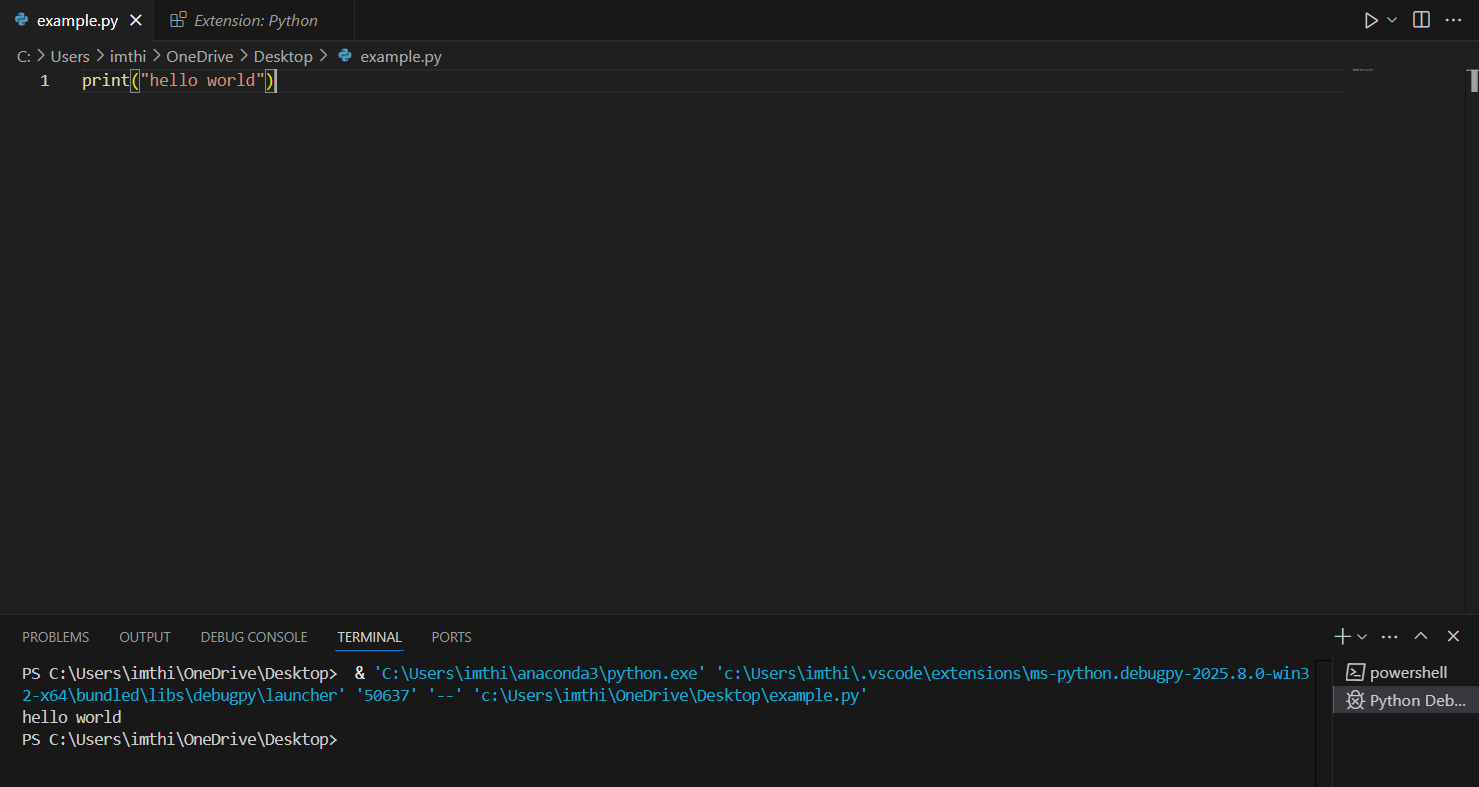 example.py Extension: Python
C: Users imthi OneDrive Desktop example.py
1 print("hello world")
PROBLEMS OUTPUT DEBUG CONSOLE TERMINAL PORTS
PS C:\Users\imthi\OneDrive\Desktop>  & 'C:\Users\imthi\anaconda3\python.exe' 'c:\Users\imthi\.vscode\extensions\ms-python.debugpy-2025.8.0-win3
2-x64\bundled\libs\debugpy\launcher' '50637' '--' 'c:\Users\imthi\OneDrive\Desktop\example.py'
hello world
PS C:\Users\imthi\OneDrive\Desktop>
powershell
Python Deb...